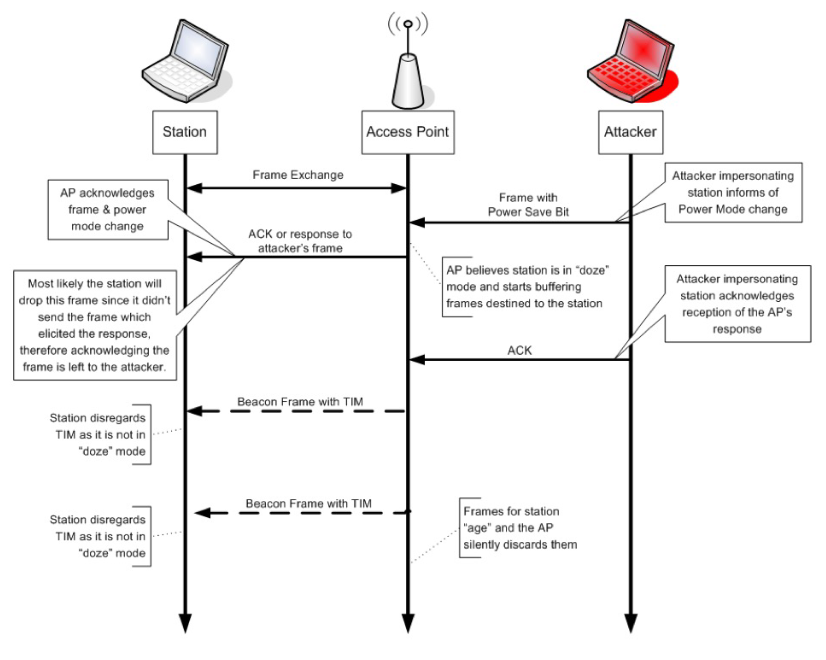 Station
Access Point
Attacker
Frame Exchange
AP acknowledges
frame & power
mode change
Frame with
Power Save Bit
Attacker impersonating
station informs of
Power Mode change
ACK or response to
attacker's frame
AP believes station is in “doze”
mode and starts buffering
frames destined to the station
Most likely the station will
drop this frame since it didn't
send the frame which
elicited the response,
therefore acknowledging the
frame is left to the attacker.
Attacker impersonating
station acknowledges
reception of the AP's
response
ACK
Beacon Frame with TIM
Station disregards
TIM as it is not in
“doze” mode
Beacon Frame with TIM
Station disregards
TIM as it is not in
“doze” mode
Frames for station
“age” and the AP
silently discards them